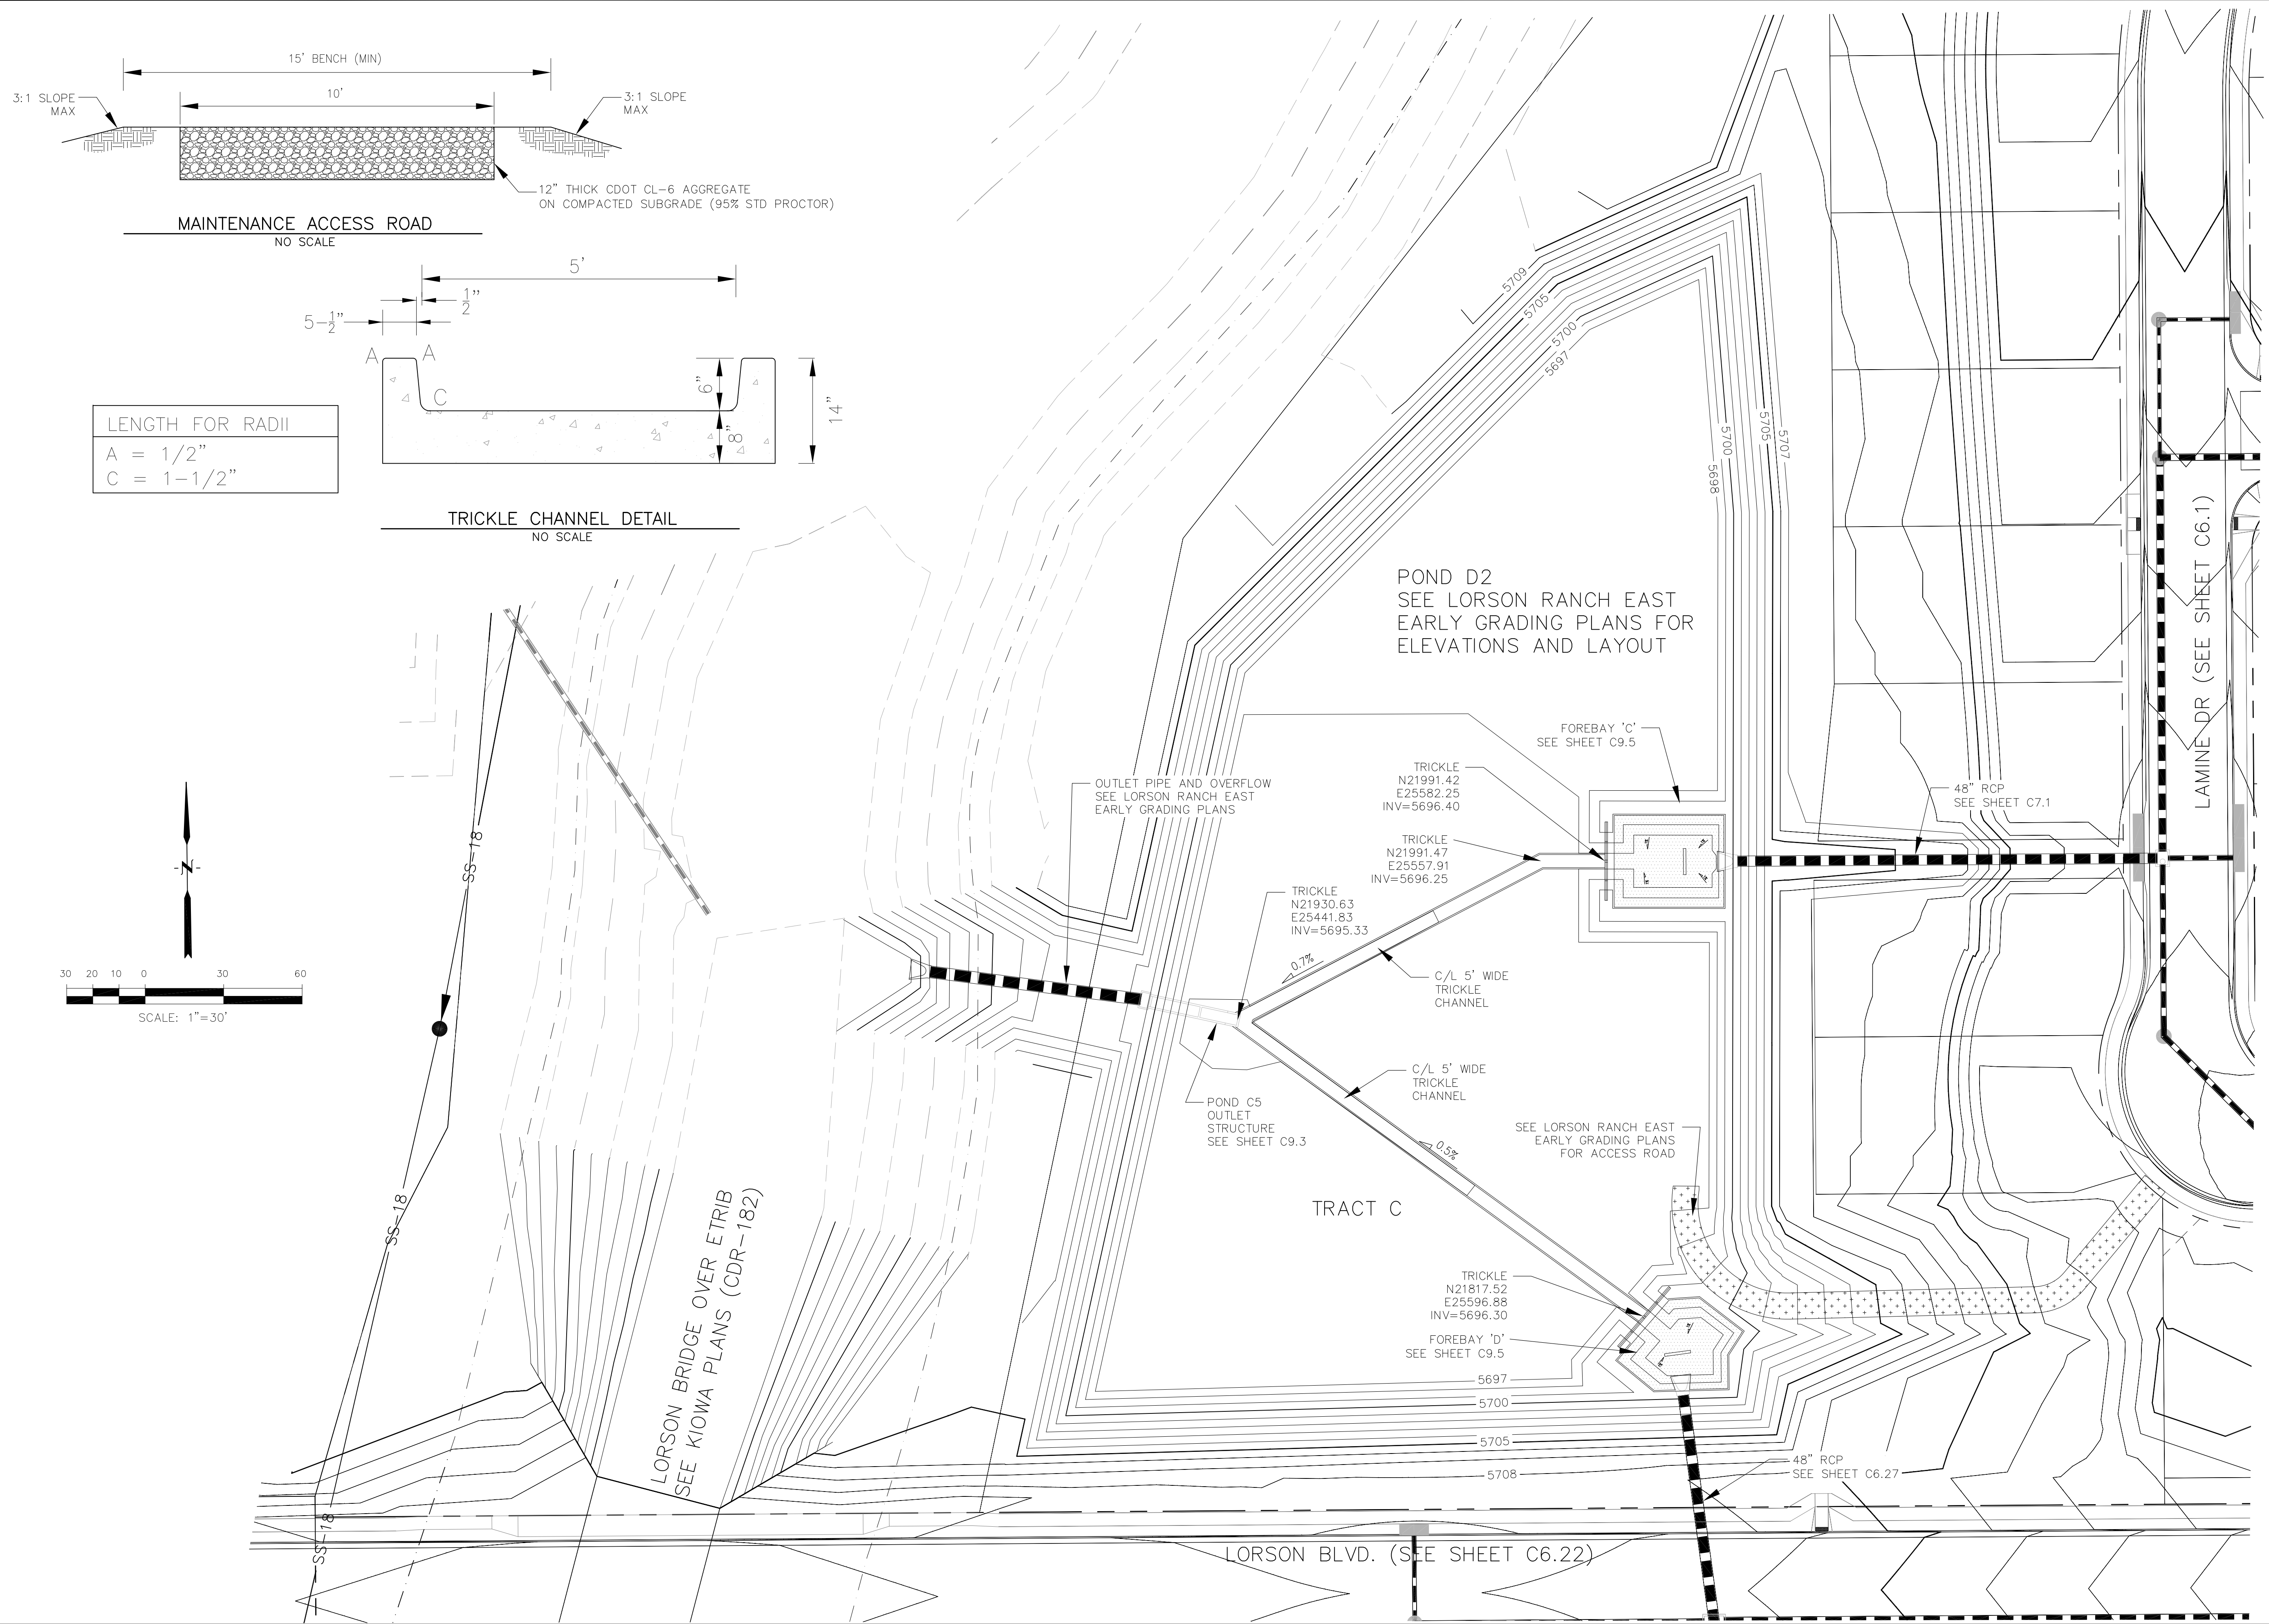 15' BENCH (MIN)
3:1 SLOPE
MAX
10'
3:1 SLOPE
MAX
12" THICK CDOT CL-6 AGGREGATE
ON COMPACTED SUBGRADE (95% STD PROCTOR)
MAINTENANCE ACCESS ROAD
NO SCALE
5'
1/2"
5-1/2"
A
A
C
6"
8"
14"
LENGTH FOR RADII
A = 1/2"
C = 1-1/2"
TRICKLE CHANNEL DETAIL
NO SCALE
5709
5705
5700
5697
5707
5705
5700
5698
POND D2
SEE LORSON RANCH EAST
EARLY GRADING PLANS FOR
ELEVATIONS AND LAYOUT
LAMINE DR (SEE SHEET C6.1)
FOREBAY 'C'
SEE SHEET C9.5
TRICKLE
N21991.42
E25582.25
INV=5696.40
OUTLET PIPE AND OVERFLOW
SEE LORSON RANCH EAST
EARLY GRADING PLANS
48" RCP
SEE SHEET C7.1
TRICKLE
N21991.47
E25557.91
INV=5696.25
TRICKLE
N21930.63
E25441.83
INV=5695.33
0.7%
C/L 5' WIDE
TRICKLE
CHANNEL
SS-18
N
30 20 10 0 30 60
SCALE: 1"=30'
C/L 5' WIDE
TRICKLE
CHANNEL
POND C5
OUTLET
STRUCTURE
SEE SHEET C9.3
0.5%
SEE LORSON RANCH EAST
EARLY GRADING PLANS
FOR ACCESS ROAD
TRACT C
SS-18
LORSON BRIDGE OVER ETRIB
SEE KIOWA PLANS (CDR-182)
TRICKLE
N21817.52
E25596.88
INV=5696.30
FOREBAY 'D'
SEE SHEET C9.5
5697
5700
5705
5708
48" RCP
SEE SHEET C6.27
SS-18
LORSON BLVD. (SEE SHEET C6.22)